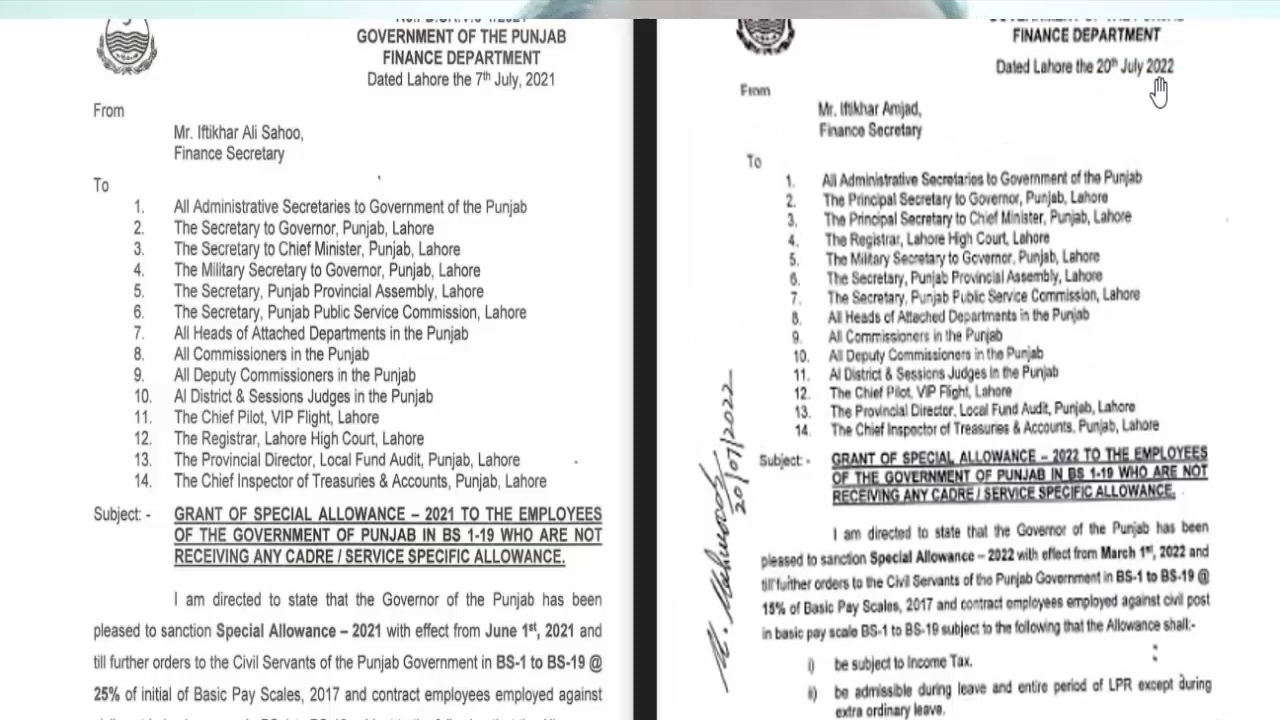 GOVERNMENT OF THE PUNJAB
FINANCE DEPARTMENT
Dated Lahore the 7th July, 2021
From
Mr. Iftikhar Ali Sahoo,
Finance Secretary
To
1. All Administrative Secretaries to Government of the Punjab
2. The Secretary to Governor, Punjab, Lahore
3. The Secretary to Chief Minister, Punjab, Lahore
4. The Military Secretary to Governor, Punjab, Lahore
5. The Secretary, Punjab Provincial Assembly, Lahore
6. The Secretary, Punjab Public Service Commission, Lahore
7. All Heads of Attached Departments in the Punjab
8. All Commissioners in the Punjab
9. All Deputy Commissioners in the Punjab
10. Al District & Sessions Judges in the Punjab
11. The Chief Pilot, VIP Flight, Lahore
12. The Registrar, Lahore High Court, Lahore
13. The Provincial Director, Local Fund Audit, Punjab, Lahore
14. The Chief Inspector of Treasuries & Accounts, Punjab, Lahore
Subject: - GRANT OF SPECIAL ALLOWANCE – 2021 TO THE EMPLOYEES
OF THE GOVERNMENT OF PUNJAB IN BS 1-19 WHO ARE NOT
RECEIVING ANY CADRE / SERVICE SPECIFIC ALLOWANCE.
I am directed to state that the Governor of the Punjab has been
pleased to sanction Special Allowance – 2021 with effect from June 1st, 2021 and
till further orders to the Civil Servants of the Punjab Government in BS-1 to BS-19 @
25% of initial of Basic Pay Scales, 2017 and contract employees employed against
FINANCE DEPARTMENT
Dated Lahore the 20th July 2022
From
Mr. Iftikhar Amjad,
Finance Secretary
To
1. All Administrative Secretaries to Government of the Punjab
2. The Principal Secretary to Governor, Punjab, Lahore
3. The Principal Secretary to Chief Minister, Punjab, Lahore
4. The Registrar, Lahore High Court, Lahore
5. The Military Secretary to Governor, Punjab, Lahore
6. The Secretary, Punjab Provincial Assembly, Lahore
7. The Secretary, Punjab Public Service Commission, Lahore
8. All Heads of Attached Departments in the Punjab
9. All Commissioners in the Punjab
10. All Deputy Commissioners in the Punjab
11. Al District & Sessions Judges in the Punjab
12. The Chief Pilot, VIP Flight, Lahore
13. The Provincial Director, Local Fund Audit, Punjab, Lahore
14. The Chief Inspector of Treasuries & Accounts, Punjab, Lahore
20/07/2022
Subject: - GRANT OF SPECIAL ALLOWANCE – 2022 TO THE EMPLOYEES
OF THE GOVERNMENT OF PUNJAB IN BS 1-19 WHO ARE NOT
RECEIVING ANY CADRE / SERVICE SPECIFIC ALLOWANCE.
I am directed to state that the Governor of the Punjab has been
pleased to sanction Special Allowance – 2022 with effect from March 1st, 2022 and
till further orders to the Civil Servants of the Punjab Government in BS-1 to BS-19 @
15% of Basic Pay Scales, 2017 and contract employees employed against civil post
in basic pay scale BS-1 to BS-19 subject to the following that the Allowance shall:-
i) be subject to Income Tax.
ii) be admissible during leave and entire period of LPR except during
extra ordinary leave.